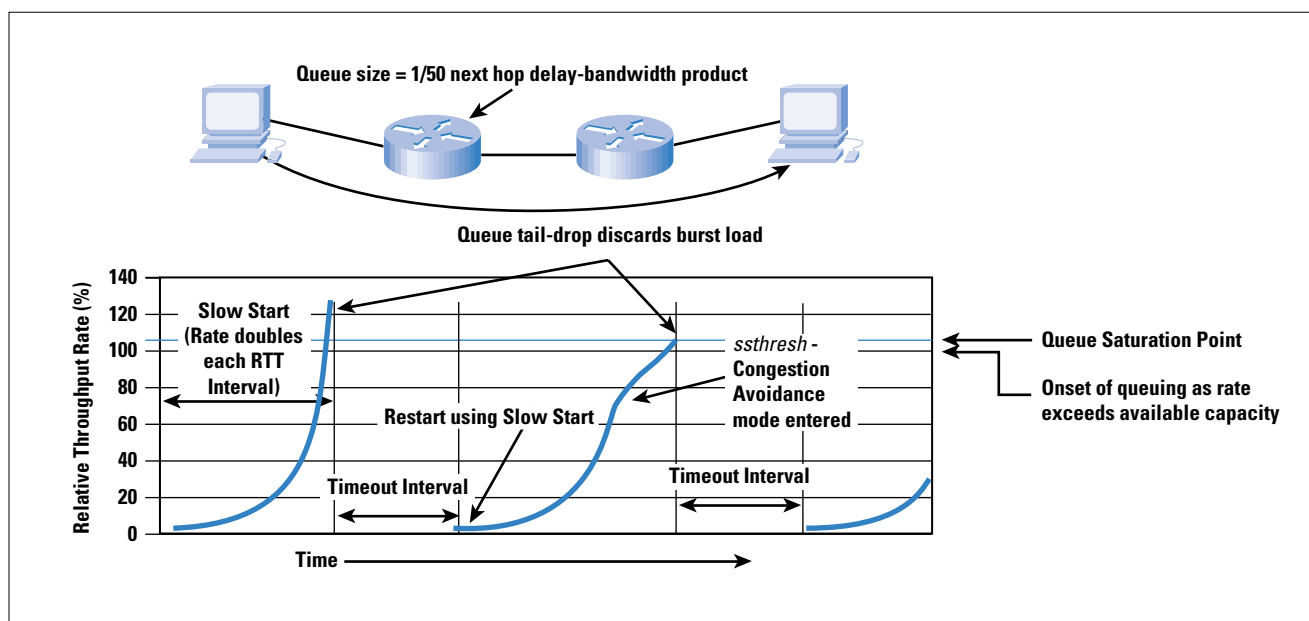 Queue size = 1/50 next hop delay-bandwidth product
Queue tail-drop discards burst load
Relative Throughput Rate (%)
140
120
100
80
60
40
20
0
Slow Start
(Rate doubles
each RTT
Interval)
Restart using Slow Start
Timeout Interval
ssthresh -
Congestion
Avoidance
mode entered
Timeout Interval
Queue Saturation Point
Onset of queuing as rate
exceeds available capacity
Time